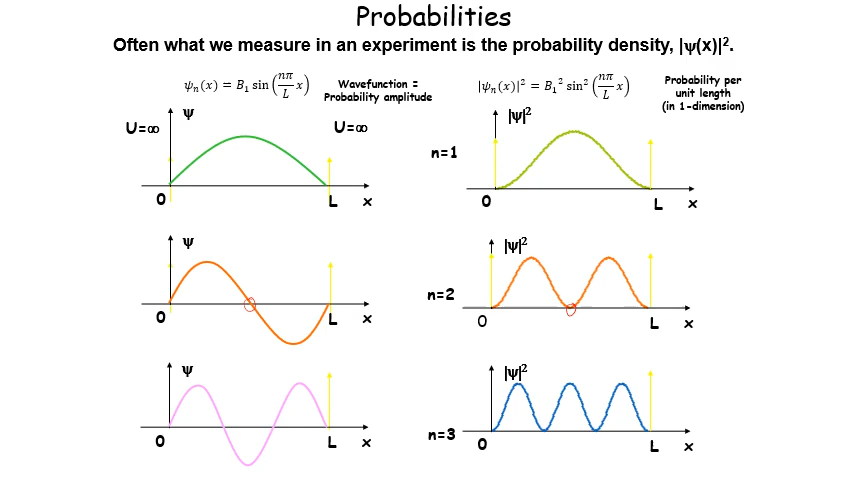 Probabilities
Often what we measure in an experiment is the probability density, |ψ(x)|².
ψₙ(x) = B₁ sin(nπ/L x)
Wavefunction =
Probability amplitude
|ψₙ(x)|² = B₁² sin²(nπ/L x)
Probability per
unit length
(in 1-dimension)
U=∞
ψ
U=∞
0
L
x
n=1
|ψ|²
0
L
x
ψ
0
L
x
n=2
|ψ|²
0
L
x
ψ
0
L
x
n=3
|ψ|²
0
L
x